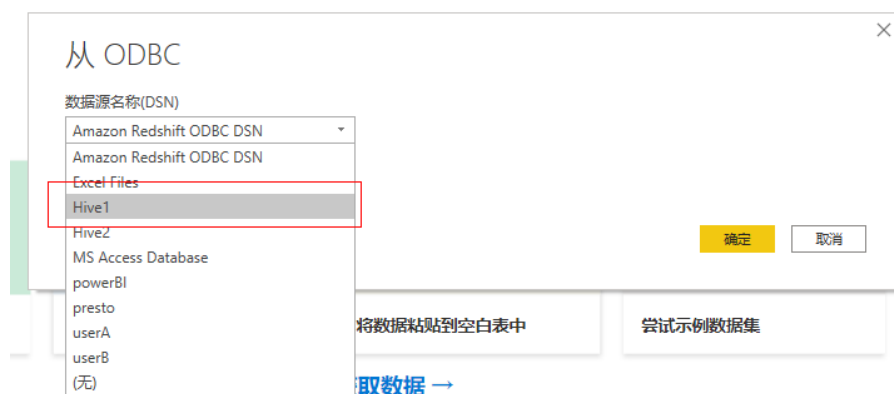 从 ODBC
数据源名称(DSN)
Amazon Redshift ODBC DSN
Amazon Redshift ODBC DSN
Excel Files
Hive1
Hive2
MS Access Database
powerBI
presto
userA
userB
(无)
确定
取消
将数据粘贴到空白表中
尝试示例数据集
取数据 →